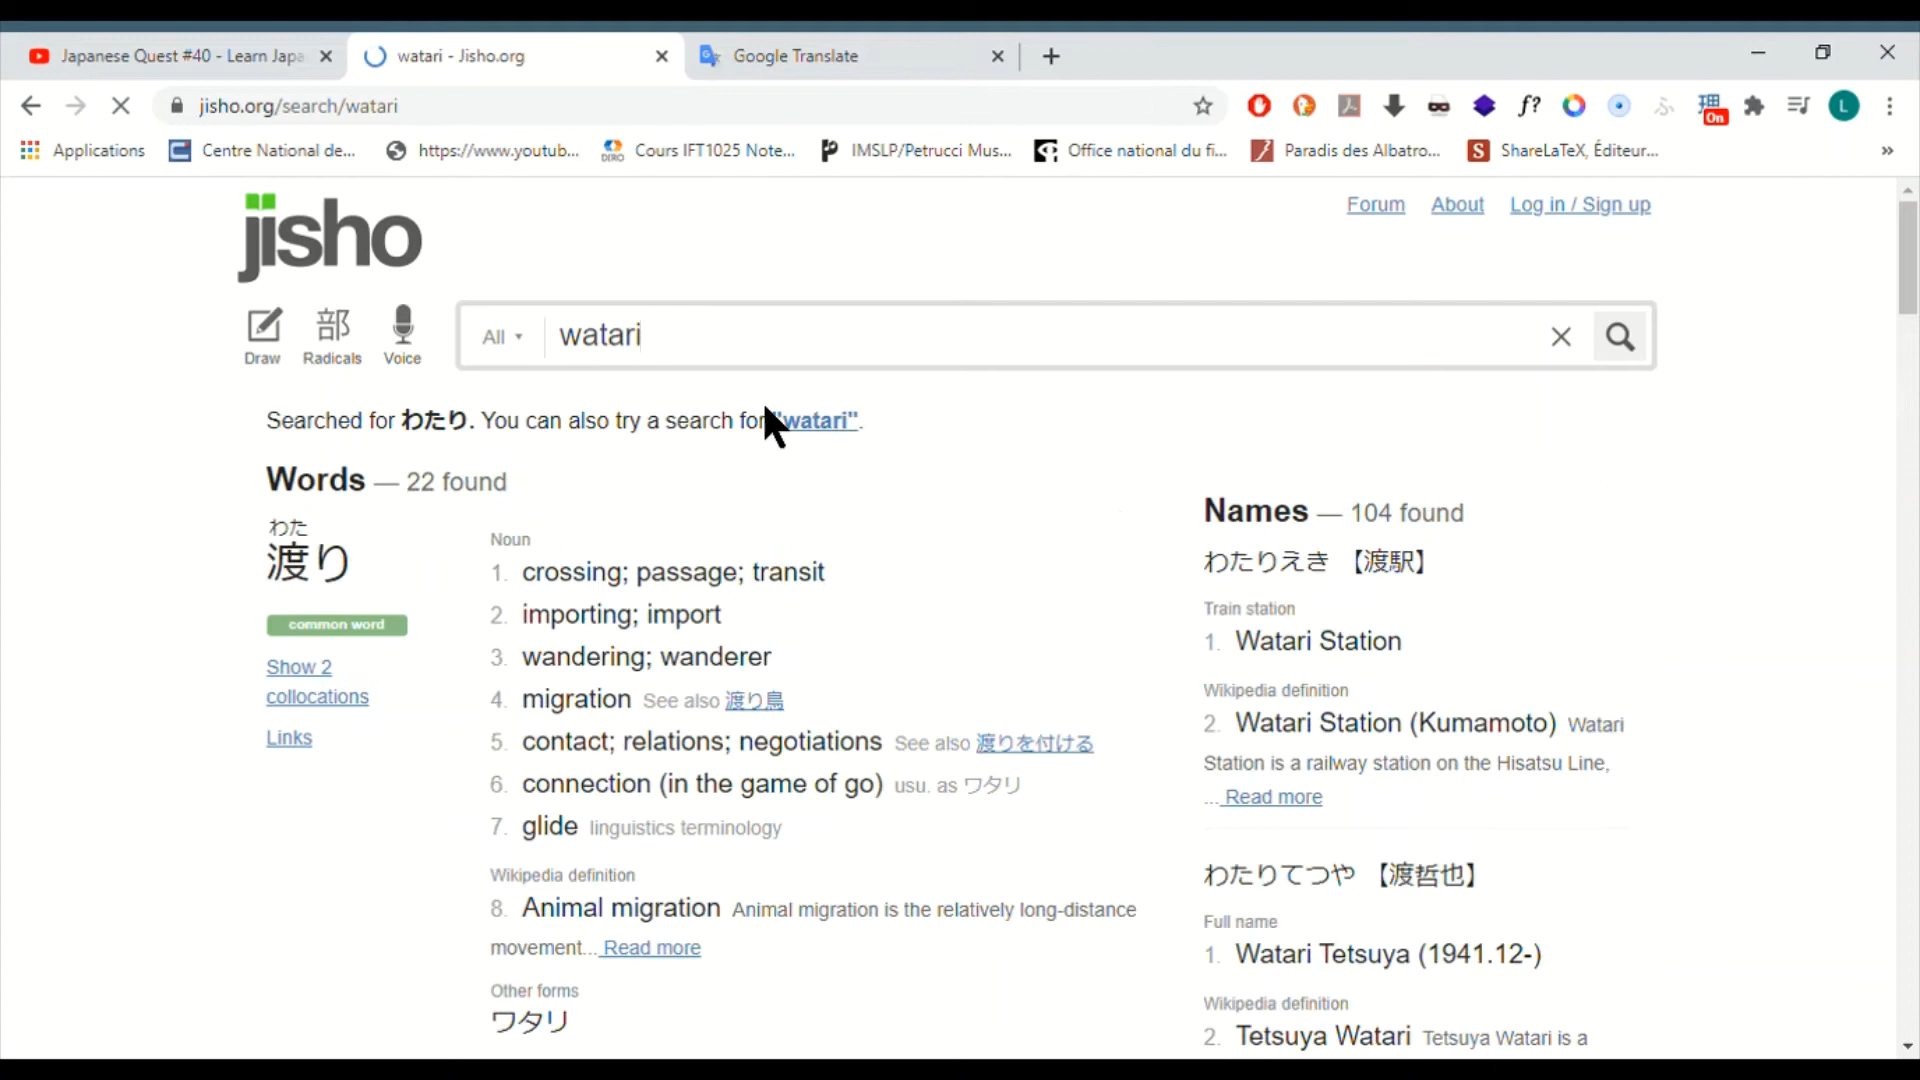 Japanese Quest #40 - Learn Japa
watari - Jisho.org
Google Translate
jisho.org/search/watari
f?
On
L
Applications
Centre National de...
https://www.youtub...
DIRO
Cours IFT1025 Note...
IMSLP/Petrucci Mus...
Office national du fi...
Paradis des Albatro...
S
ShareLaTeX, Éditeur...
»
jisho
Forum
About
Log in / Sign up
部
Draw
Radicals
Voice
All
watari
Searched for わたり. You can also try a search for "watari".
Words — 22 found
わた
渡り
common word
Show 2
collocations
Links
Noun
1. crossing; passage; transit
2. importing; import
3. wandering; wanderer
4. migration See also 渡り鳥
5. contact; relations; negotiations See also 渡りを付ける
6. connection (in the game of go) usu. as ワタリ
7. glide linguistics terminology
Wikipedia definition
8. Animal migration Animal migration is the relatively long-distance
movement... Read more
Other forms
ワタリ
Names — 104 found
わたりえき 【渡駅】
Train station
1. Watari Station
Wikipedia definition
2. Watari Station (Kumamoto) Watari
Station is a railway station on the Hisatsu Line,
... Read more
わたりてつや 【渡哲也】
Full name
1. Watari Tetsuya (1941.12-)
Wikipedia definition
2. Tetsuya Watari Tetsuya Watari is a